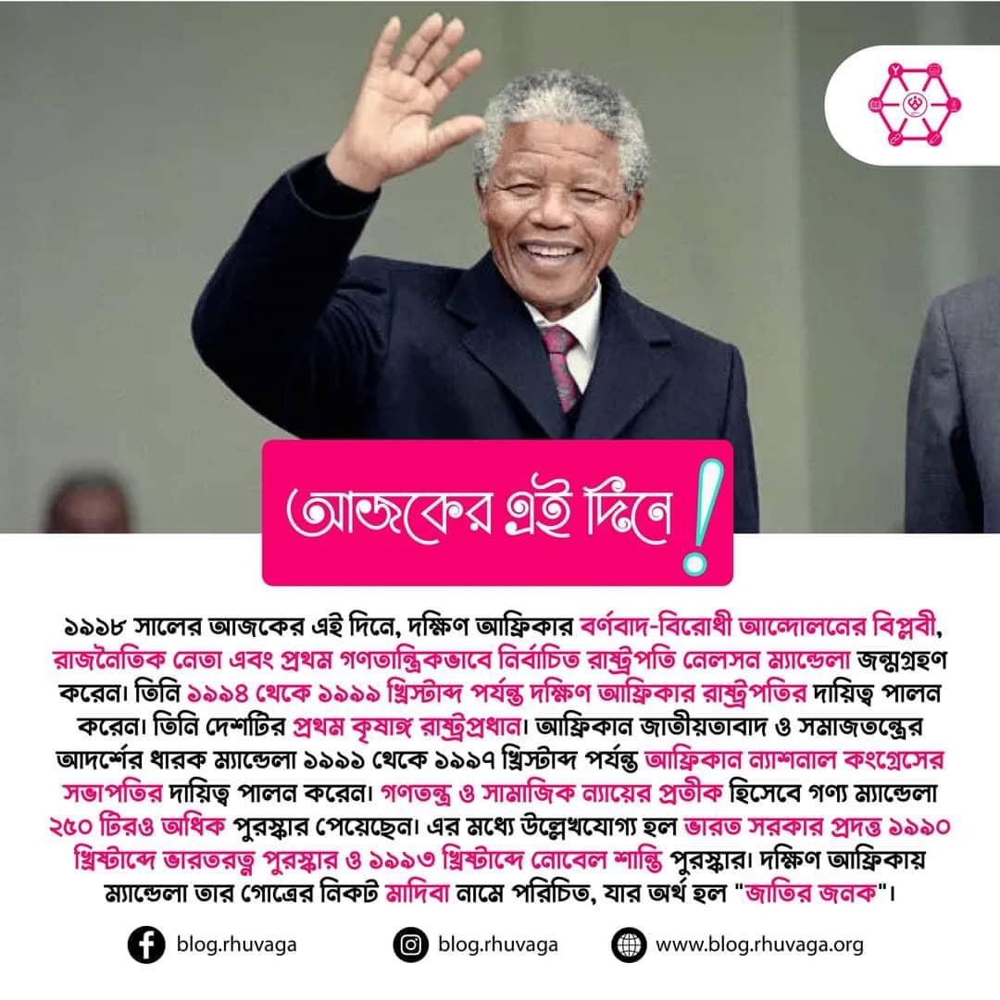 আজকের এই দিনে!
১৯১৮ সালের আজকের এই দিনে, দক্ষিণ আফ্রিকার বর্ণবাদ-বিরোধী আন্দোলনের বিপ্লবী,
রাজনৈতিক নেতা এবং প্রথম গণতান্ত্রিকভাবে নির্বাচিত রাষ্ট্রপতি নেলসন ম্যান্ডেলা জন্মগ্রহণ
করেন। তিনি ১৯৯৪ থেকে ১৯৯৯ খ্রিস্টাব্দ পর্যন্ত দক্ষিণ আফ্রিকার রাষ্ট্রপতির দায়িত্ব পালন
করেন। তিনি দেশটির প্রথম কৃষাঙ্গ রাষ্ট্রপ্রধান। আফ্রিকান জাতীয়তাবাদ ও সমাজতন্ত্রের
আদর্শের ধারক ম্যান্ডেলা ১৯৯১ থেকে ১৯৯৭ খ্রিস্টাব্দ পর্যন্ত আফ্রিকান ন্যাশনাল কংগ্রেসের
সভাপতির দায়িত্ব পালন করেন। গণতন্ত্র ও সামাজিক ন্যায়ের প্রতীক হিসেবে গণ্য ম্যান্ডেলা
২৫০ টিরও অধিক পুরস্কার পেয়েছেন। এর মধ্যে উল্লেখযোগ্য হল ভারত সরকার প্রদত্ত ১৯৯০
খ্রিষ্টাব্দে ভারতরত্ন পুরস্কার ও ১৯৯৩ খ্রিষ্টাব্দে নোবেল শান্তি পুরস্কার। দক্ষিণ আফ্রিকায়
ম্যান্ডেলা তার গোত্রের নিকট মাদিবা নামে পরিচিত, যার অর্থ হল "জাতির জনক"।
blog.rhuvaga blog.rhuvaga www.blog.rhuvaga.org